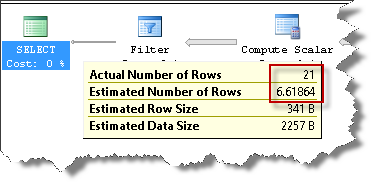 SELECT
Cost: 0 %
Filter
Compute Scalar
Actual Number of Rows 21
Estimated Number of Rows 6.61864
Estimated Row Size 341 B
Estimated Data Size 2257 B